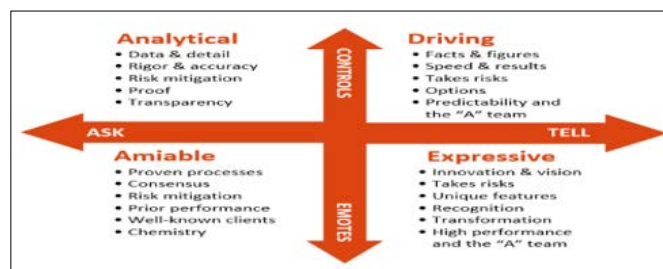 Analytical
• Data & detail
• Rigor & accuracy
• Risk mitigation
• Proof
• Transparency
CONTROLS
Driving
• Facts & figures
• Speed & results
• Takes risks
• Options
• Predictability and
the "A" team
ASK
TELL
Amiable
• Proven processes
• Consensus
• Risk mitigation
• Prior performance
• Well-known clients
• Chemistry
EMOTES
Expressive
• Innovation & vision
• Takes risks
• Unique features
• Recognition
• Transformation
• High performance
and the "A" team